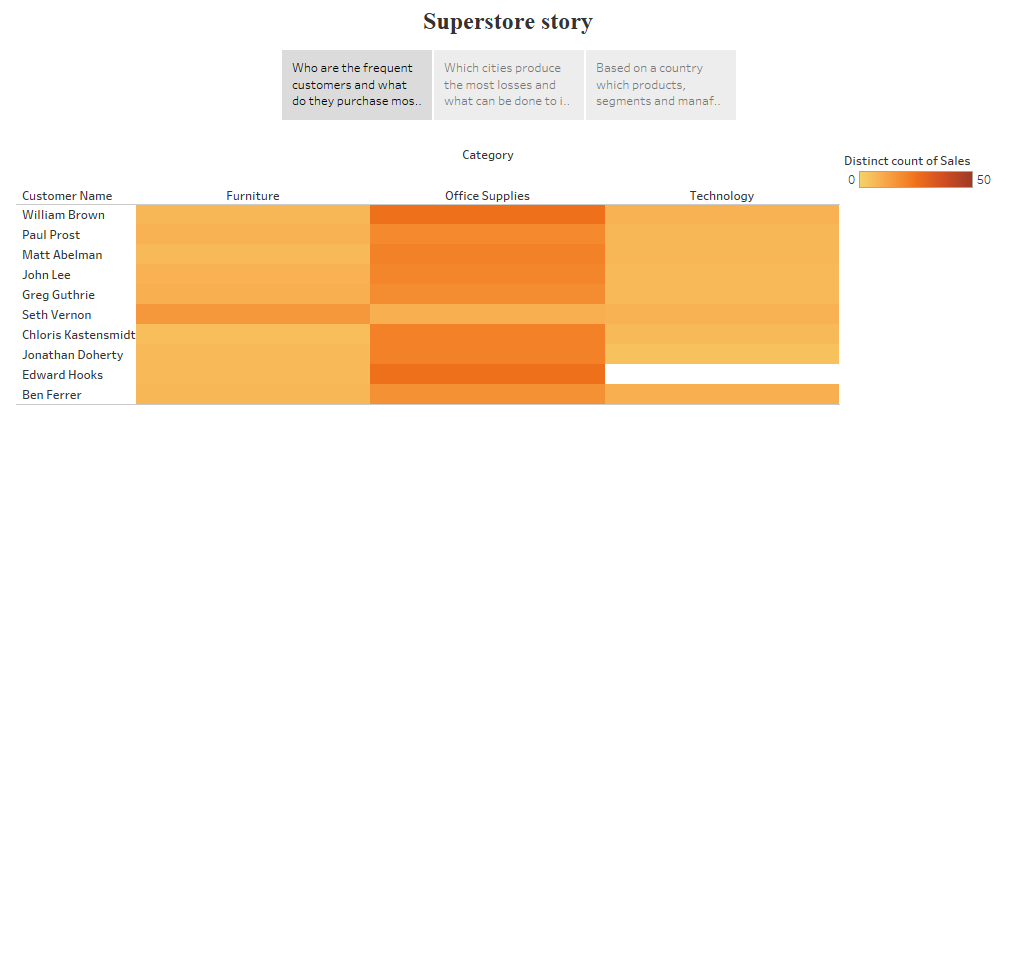 Superstore story
Who are the frequent
customers and what
do they purchase mos..
Which cities produce
the most losses and
what can be done to i..
Based on a country
which products,
segments and manaf..
Category
Distinct count of Sales
0 50
Customer Name Furniture Office Supplies Technology
William Brown
Paul Prost
Matt Abelman
John Lee
Greg Guthrie
Seth Vernon
Chloris Kastensmidt
Jonathan Doherty
Edward Hooks
Ben Ferrer